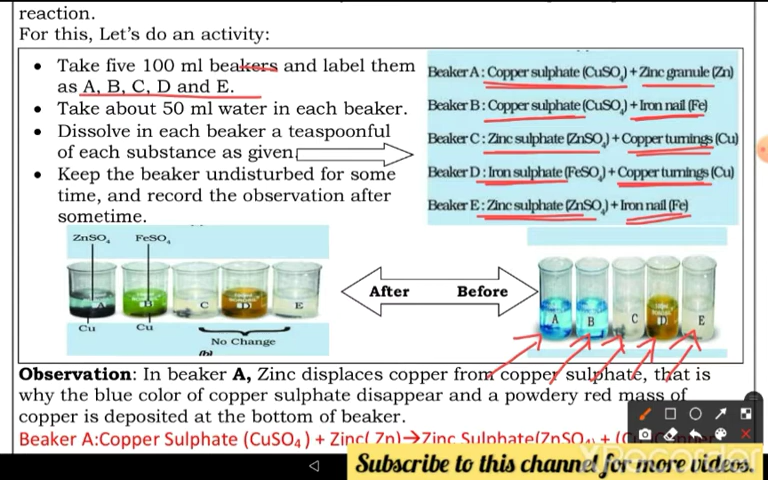 reaction.
For this, Let's do an activity:
• Take five 100 ml beakers and label them
as A, B, C, D and E.
• Take about 50 ml water in each beaker.
• Dissolve in each beaker a teaspoonful
of each substance as given
• Keep the beaker undisturbed for some
time, and record the observation after
sometime.
Beaker A : Copper sulphate (CuSO₄) + Zinc granule (Zn)
Beaker B : Copper sulphate (CuSO₄) + Iron nail (Fe)
Beaker C : Zinc sulphate (ZnSO₄) + Copper turnings (Cu)
Beaker D : Iron sulphate (FeSO₄) + Copper turnings (Cu)
Beaker E : Zinc sulphate (ZnSO₄) + Iron nail (Fe)
ZnSO₄ FeSO₄
A B C D E
Cu Cu
No Change
(b)
After Before
A B C D E
Observation: In beaker A, Zinc displaces copper from copper sulphate, that is
why the blue color of copper sulphate disappear and a powdery red mass of
copper is deposited at the bottom of beaker.
Beaker A:Copper Sulphate (CuSO₄) + Zinc( Zn)→Zinc Sulphate(ZnSO₄) + (
Subscribe to this channel for more videos.